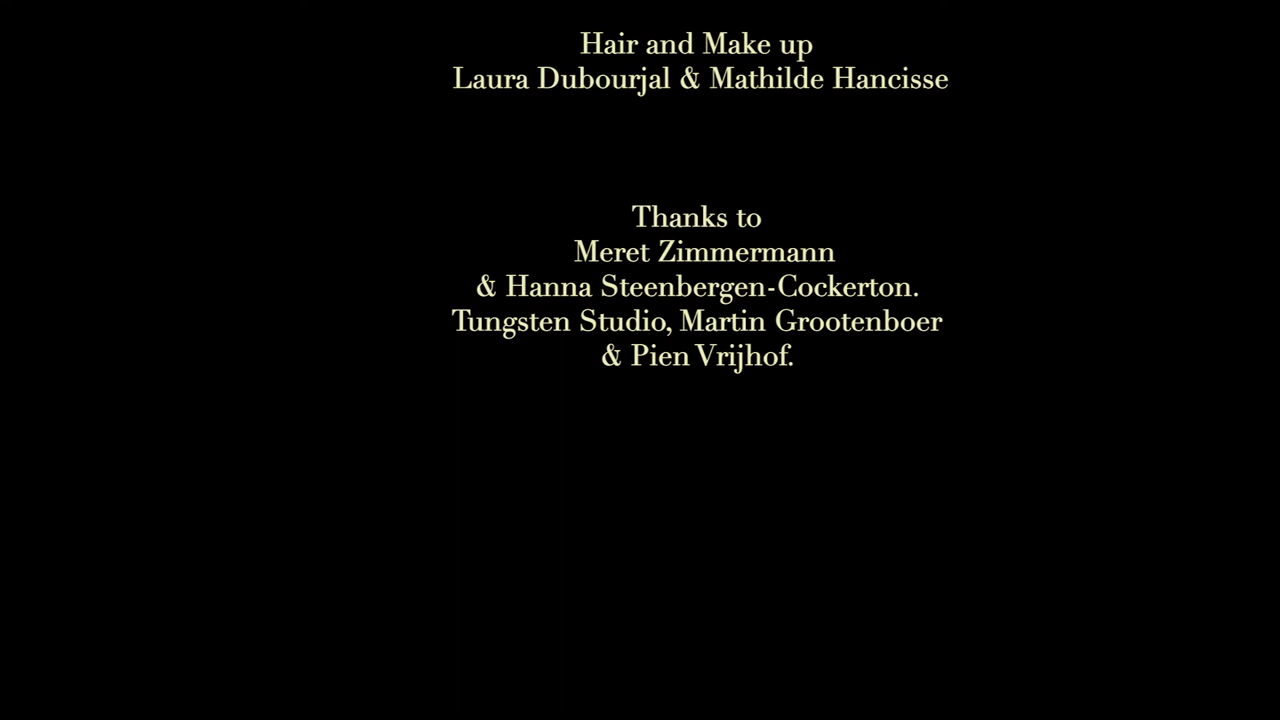 Hair and Make up
Laura Dubourjal & Mathilde Hancisse
Thanks to
Meret Zimmermann
& Hanna Steenbergen-Cockerton.
Tungsten Studio, Martin Grootenboer
& Pien Vrijhof.